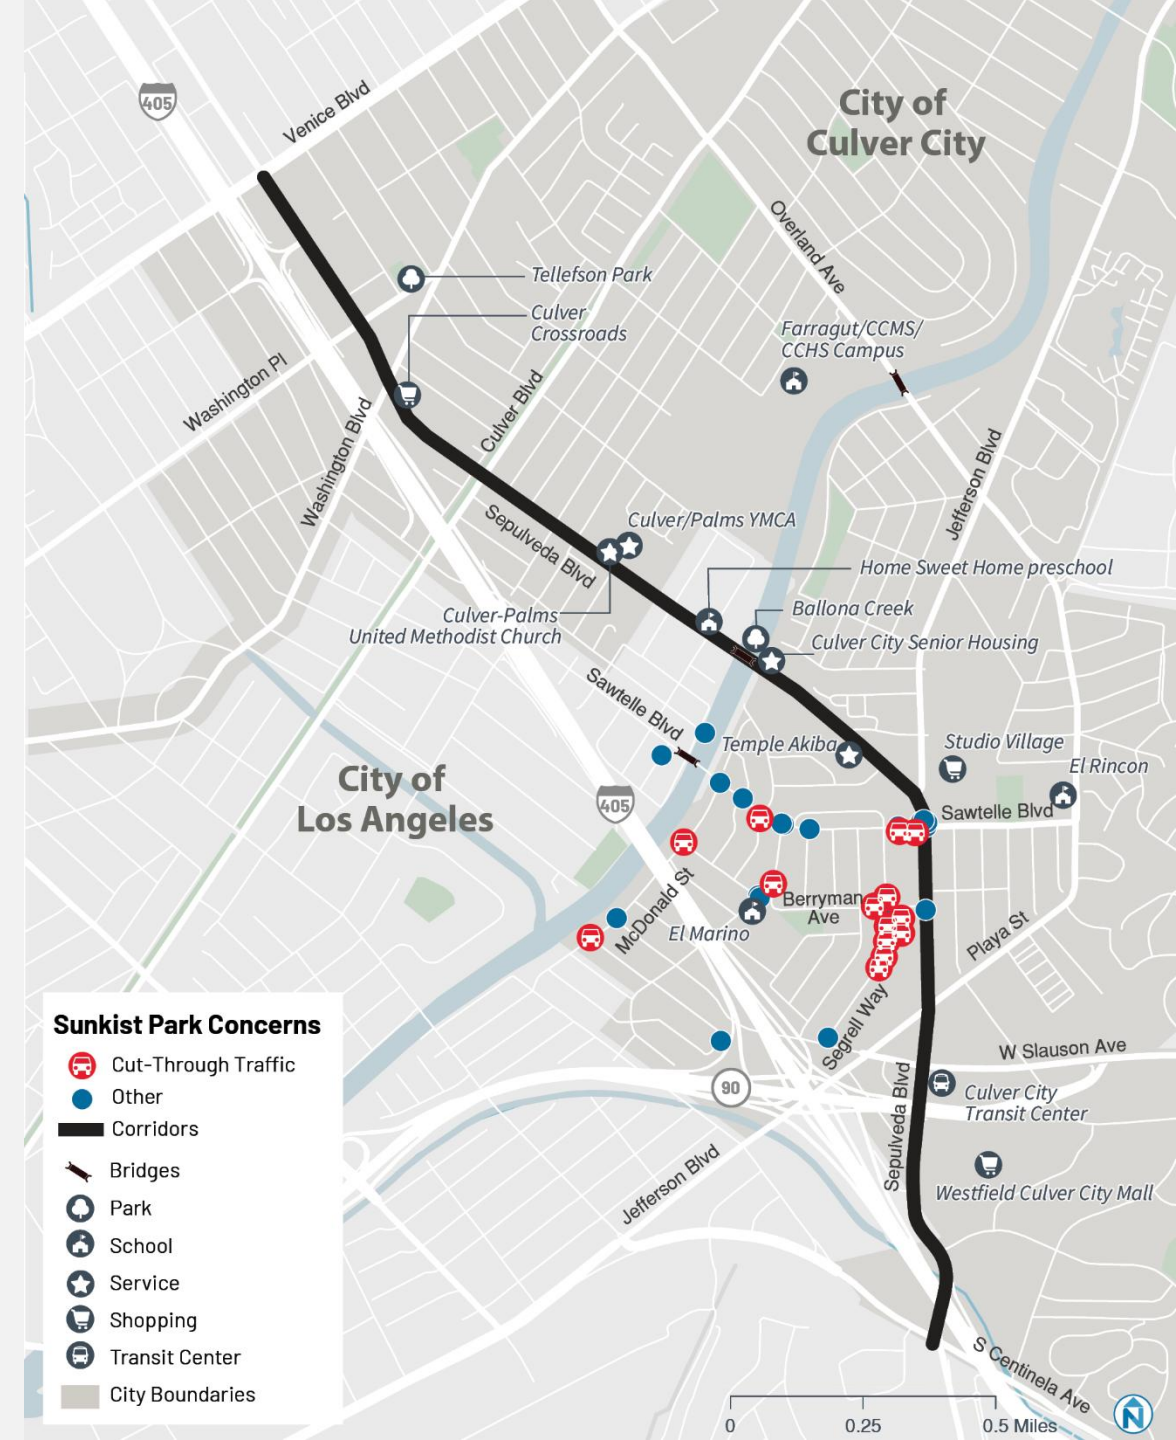 405
Venice Blvd
City of
Culver City
Overland Ave
Tellefson Park
Culver
Crossroads
Farragut/CCMS/
CCHS Campus
Washington Pl
Washington Blvd
Culver Blvd
Jefferson Blvd
Sepulveda Blvd
Culver/Palms YMCA
Home Sweet Home preschool
Culver-Palms
United Methodist Church
Ballona Creek
Culver City Senior Housing
Sawtelle Blvd
Temple Akiba
Studio Village
El Rincon
City of
Los Angeles
405
Sawtelle Blvd
McDonald St
Berryman
Ave
El Marino
Playa St
Segrell Way
W Slauson Ave
90
Sepulveda Blvd
Culver City
Transit Center
Jefferson Blvd
Westfield Culver City Mall
S Centinela Ave
Sunkist Park Concerns
Cut-Through Traffic
Other
Corridors
Bridges
Park
School
Service
Shopping
Transit Center
City Boundaries
0
0.25
0.5 Miles
N